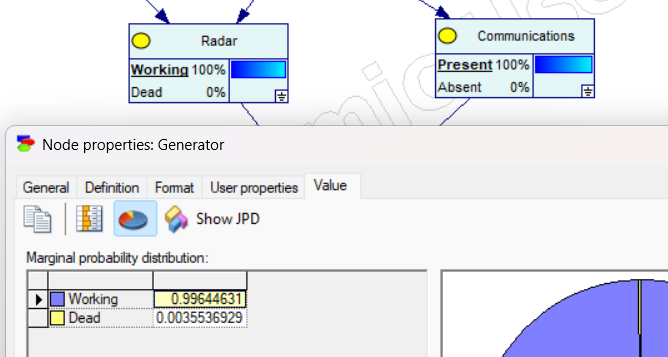 Radar
Working 100%
Dead 0%
Communications
Present 100%
Absent 0%
Node properties: Generator
General Definition Format User properties Value
Show JPD
Marginal probability distribution:
Working 0.99644631
Dead 0.0035536929